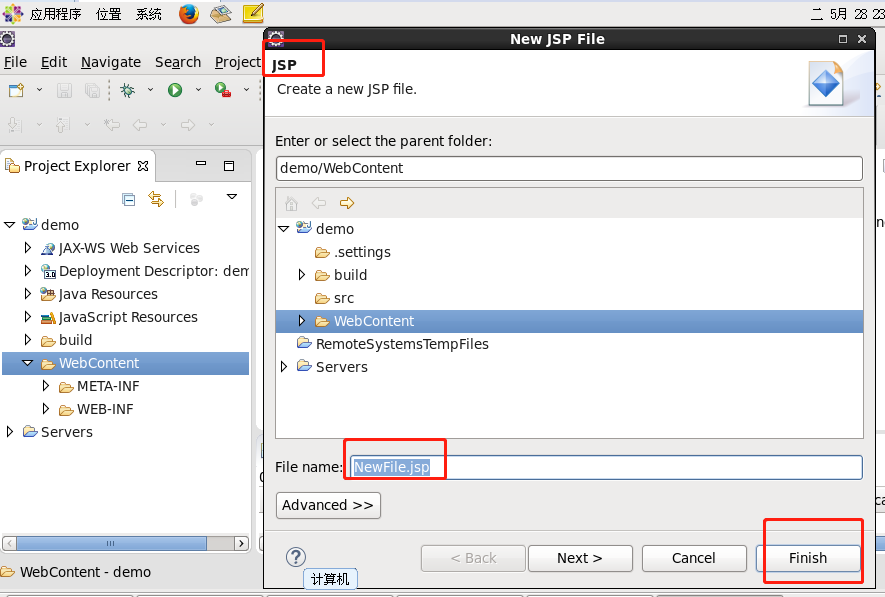 应用程序 位置 系统 二 5月 28 23
New JSP File
File Edit Navigate Search Project
JSP
Create a new JSP file.
Project Explorer
demo
JAX-WS Web Services
Deployment Descriptor: dem
3.0
Java Resources
JavaScript Resources
build
WebContent
META-INF
WEB-INF
Servers
WebContent - demo
Enter or select the parent folder:
demo/WebContent
demo
.settings
build
src
WebContent
RemoteSystemsTempFiles
Servers
File name: NewFile.jsp
Advanced >>
< Back Next > Cancel Finish
计算机